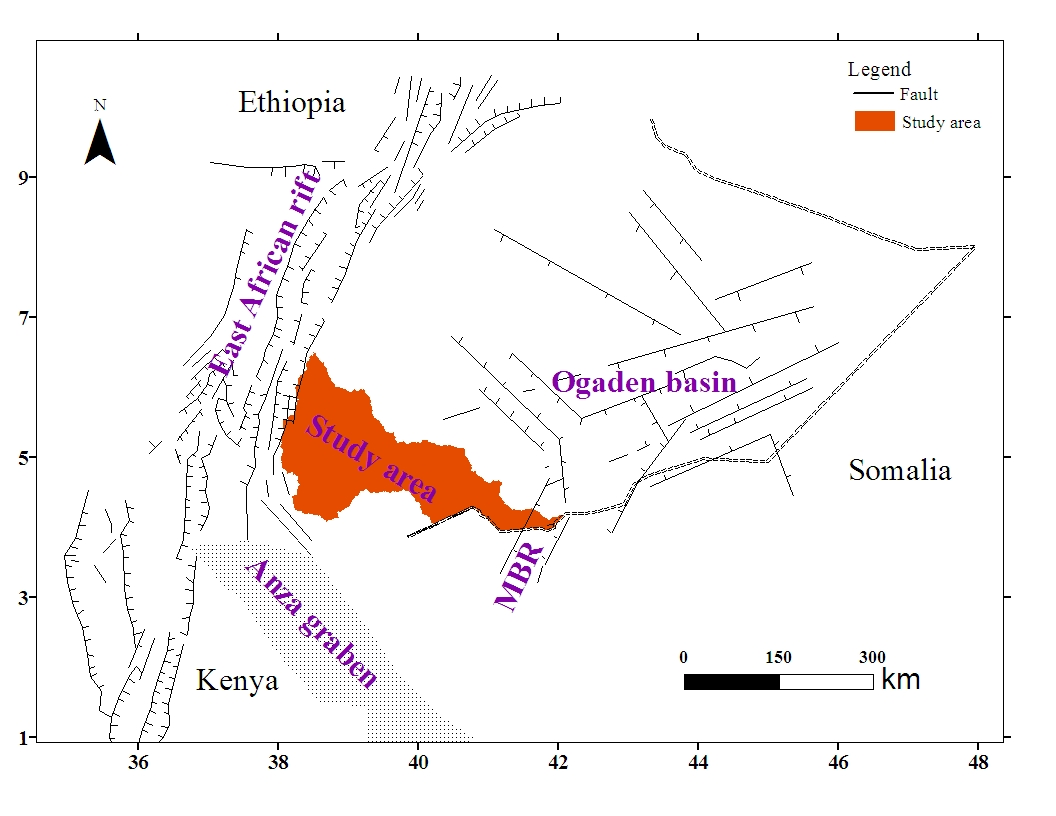 Legend
Fault
Study area
N
Ethiopia
East African rift
Ogaden basin
Study area
Somalia
MBR
Anza graben
Kenya
0 150 300
km
9
7
5
3
1
36 38 40 42 44 46 48